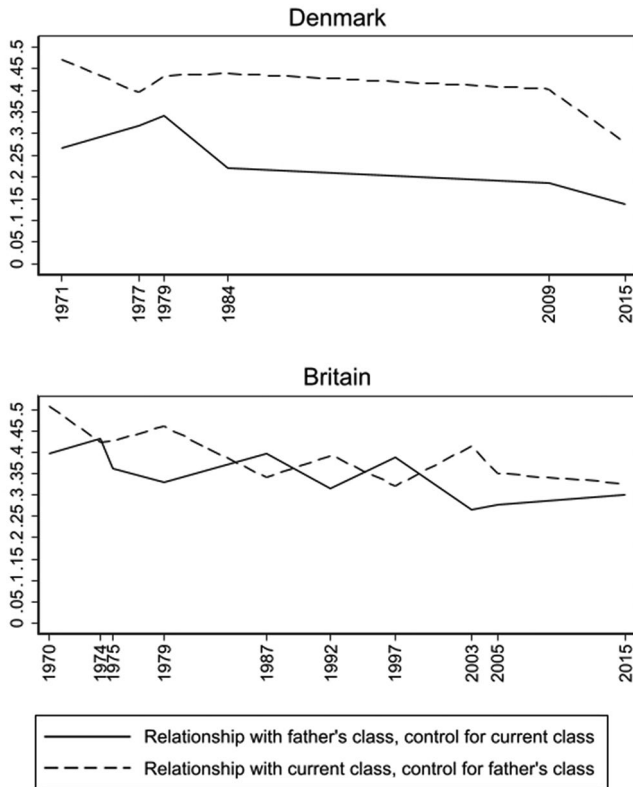 Denmark
0 .05 .1 .15 .2 .25 .3 .35 .4 .45 .5
1971 1977 1979 1984 2009 2015
Britain
0 .05 .1 .15 .2 .25 .3 .35 .4 .45 .5
1970 1974 1975 1979 1987 1992 1997 2003 2005 2015
Relationship with father's class, control for current class
Relationship with current class, control for father's class